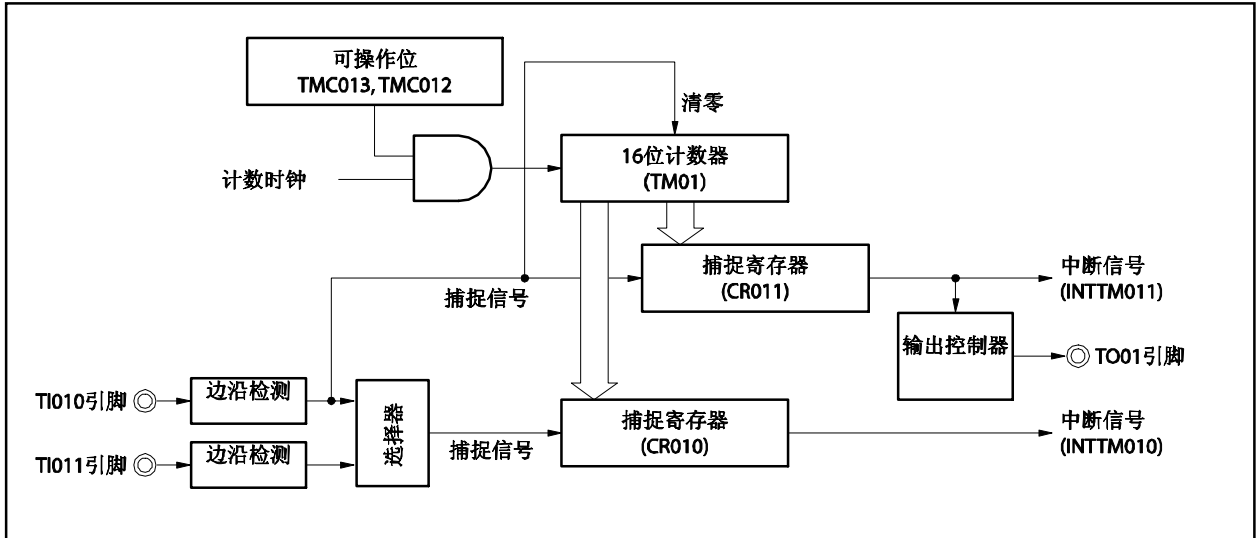 可操作位
TMC013, TMC012
清零
计数时钟
16位计数器
(TM01)
捕捉寄存器
(CR011)
中断信号
(INTTM011)
捕捉信号
输出控制器
TO01引脚
TI010引脚
边沿检测
选择器
捕捉信号
捕捉寄存器
(CR010)
中断信号
(INTTM010)
TI011引脚
边沿检测